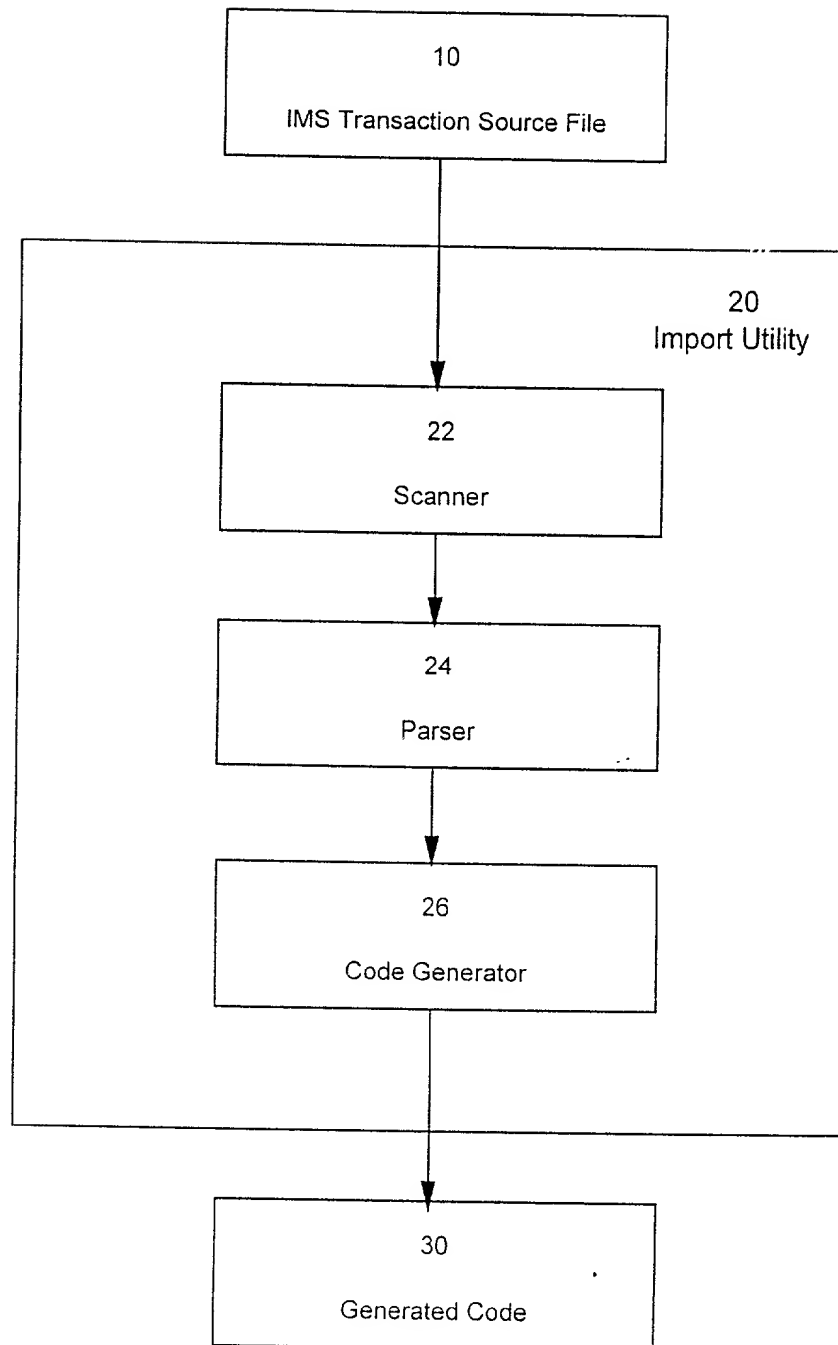 10
IMS Transaction Source File
20
Import Utility
22
Scanner
24
Parser
26
Code Generator
30
Generated Code